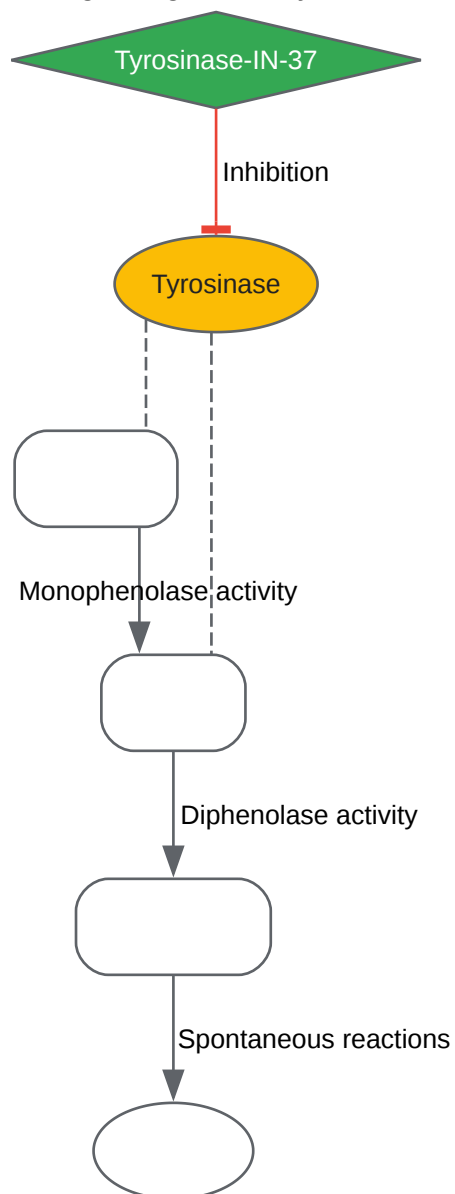 Tyrosinase-IN-37
Inhibition
Tyrosinase
Monophenolase activity
Diphenolase activity
Spontaneous reactions